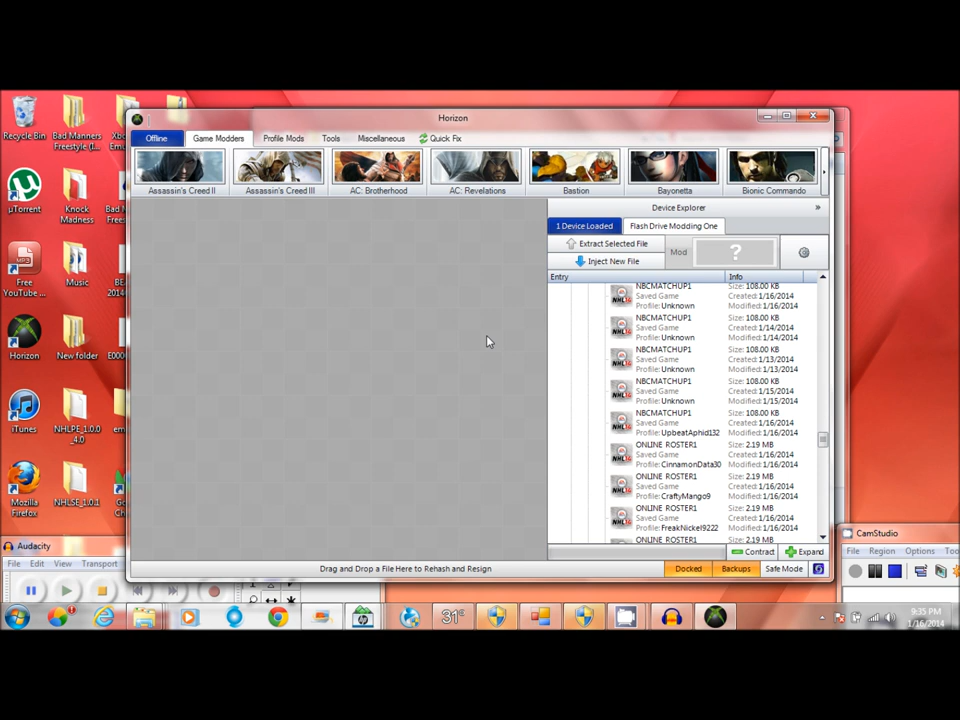 Horizon
Offline
Game Modders
Profile Mods
Tools
Miscellaneous
Quick Fix
Assassin's Creed II
Assassin's Creed III
AC: Brotherhood
AC: Revelations
Bastion
Bayonetta
Bionic Commando
Device Explorer
»
1 Device Loaded
Flash Drive Modding One
Extract Selected File
Inject New File
Mod
?
Entry
Info
NBCMATCHUP1
Saved Game
Profile: Unknown
Size: 108.00 KB
Created: 1/16/2014
Modified: 1/16/2014
NBCMATCHUP1
Saved Game
Profile: Unknown
Size: 108.00 KB
Created: 1/14/2014
Modified: 1/14/2014
NBCMATCHUP1
Saved Game
Profile: Unknown
Size: 108.00 KB
Created: 1/13/2014
Modified: 1/13/2014
NBCMATCHUP1
Saved Game
Profile: Unknown
Size: 108.00 KB
Created: 1/15/2014
Modified: 1/15/2014
NBCMATCHUP1
Saved Game
Profile: UpbeatAphid132
Size: 108.00 KB
Created: 1/16/2014
Modified: 1/16/2014
ONLINE ROSTER1
Saved Game
Profile: CinnamonData30
Size: 2.19 MB
Created: 1/16/2014
Modified: 1/16/2014
ONLINE ROSTER1
Saved Game
Profile: CraftyMango9
Size: 2.19 MB
Created: 1/16/2014
Modified: 1/16/2014
ONLINE ROSTER1
Saved Game
Profile: FreakNickel9222
Size: 2.19 MB
Created: 1/16/2014
Modified: 1/16/2014
ONLINE ROSTER1
Size: 2.19 MB
Contract
Expand
Drag and Drop a File Here to Rehash and Resign
Docked
Backups
Safe Mode
Recycle Bin
Bad Manners
Freestyle (I...
µTorrent
Knock
Madness
MP3
Free
YouTube ...
Music
Horizon
New folder
iTunes
NHLPE_1.0.0
_4.0
Mozilla
Firefox
NHLSE_1.0.1
Audacity
File Edit View Transport
CamStudio
File Region Options
31°
9:35 PM
1/16/2014